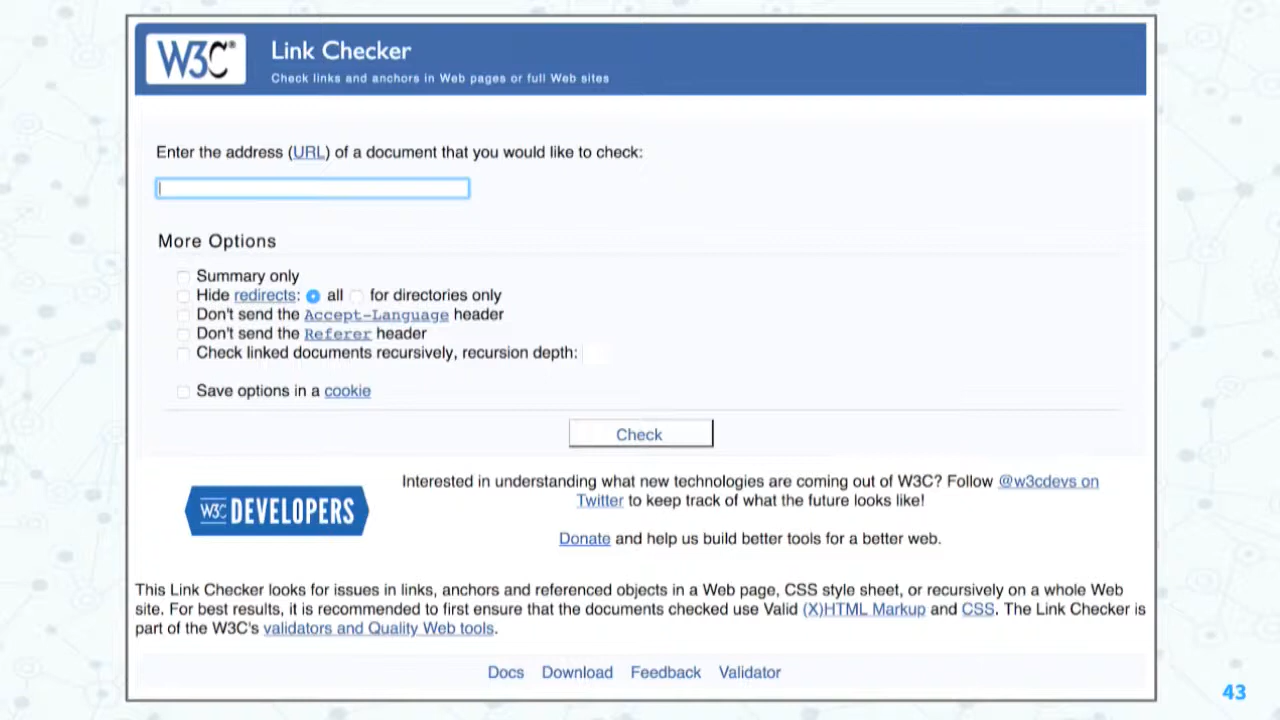 W3C® Link Checker
Check links and anchors in Web pages or full Web sites
Enter the address (URL) of a document that you would like to check:
More Options
Summary only
Hide redirects: all for directories only
Don't send the Accept-Language header
Don't send the Referer header
Check linked documents recursively, recursion depth:
Save options in a cookie
Check
Interested in understanding what new technologies are coming out of W3C? Follow @w3cdevs on
Twitter to keep track of what the future looks like!
W3C DEVELOPERS
Donate and help us build better tools for a better web.
This Link Checker looks for issues in links, anchors and referenced objects in a Web page, CSS style sheet, or recursively on a whole Web
site. For best results, it is recommended to first ensure that the documents checked use Valid (X)HTML Markup and CSS. The Link Checker is
part of the W3C's validators and Quality Web tools.
Docs Download Feedback Validator
43